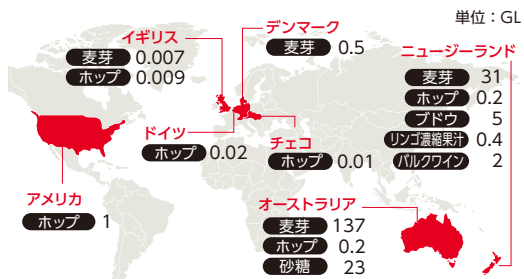 単位：GL
イギリス
麦芽 0.007
ホップ 0.009
デンマーク
麦芽 0.5
ニュージーランド
麦芽 31
ホップ 0.2
ブドウ 5
リンゴ濃縮果汁 0.4
バルクワイン 2
ドイツ
ホップ 0.02
チェコ
ホップ 0.01
アメリカ
ホップ 1
オーストラリア
麦芽 137
ホップ 0.2
砂糖 23